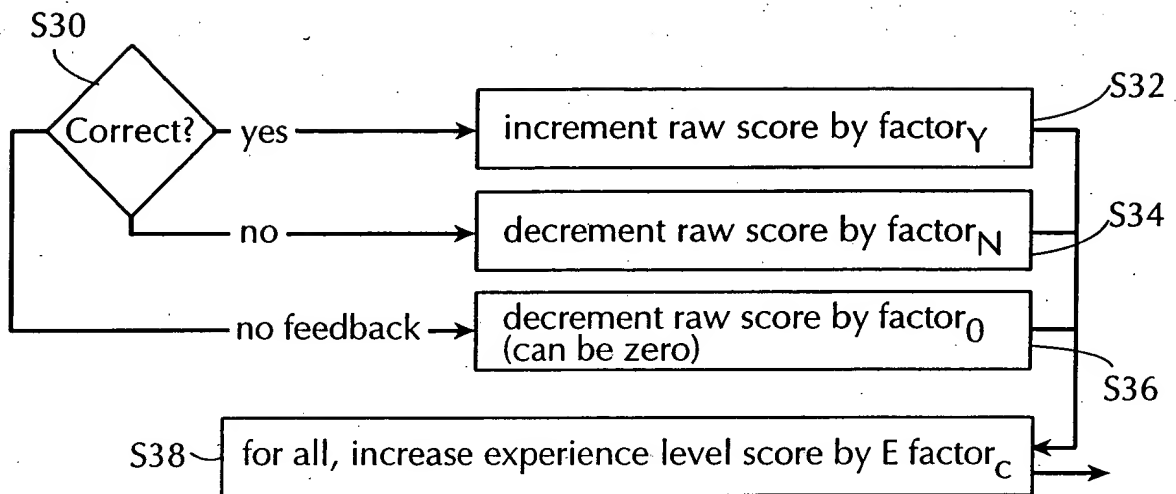 S30
Correct?
yes
increment raw score by factorY
S32
no
decrement raw score by factorN
S34
no feedback
decrement raw score by factor0
(can be zero)
S36
S38
for all, increase experience level score by E factorc